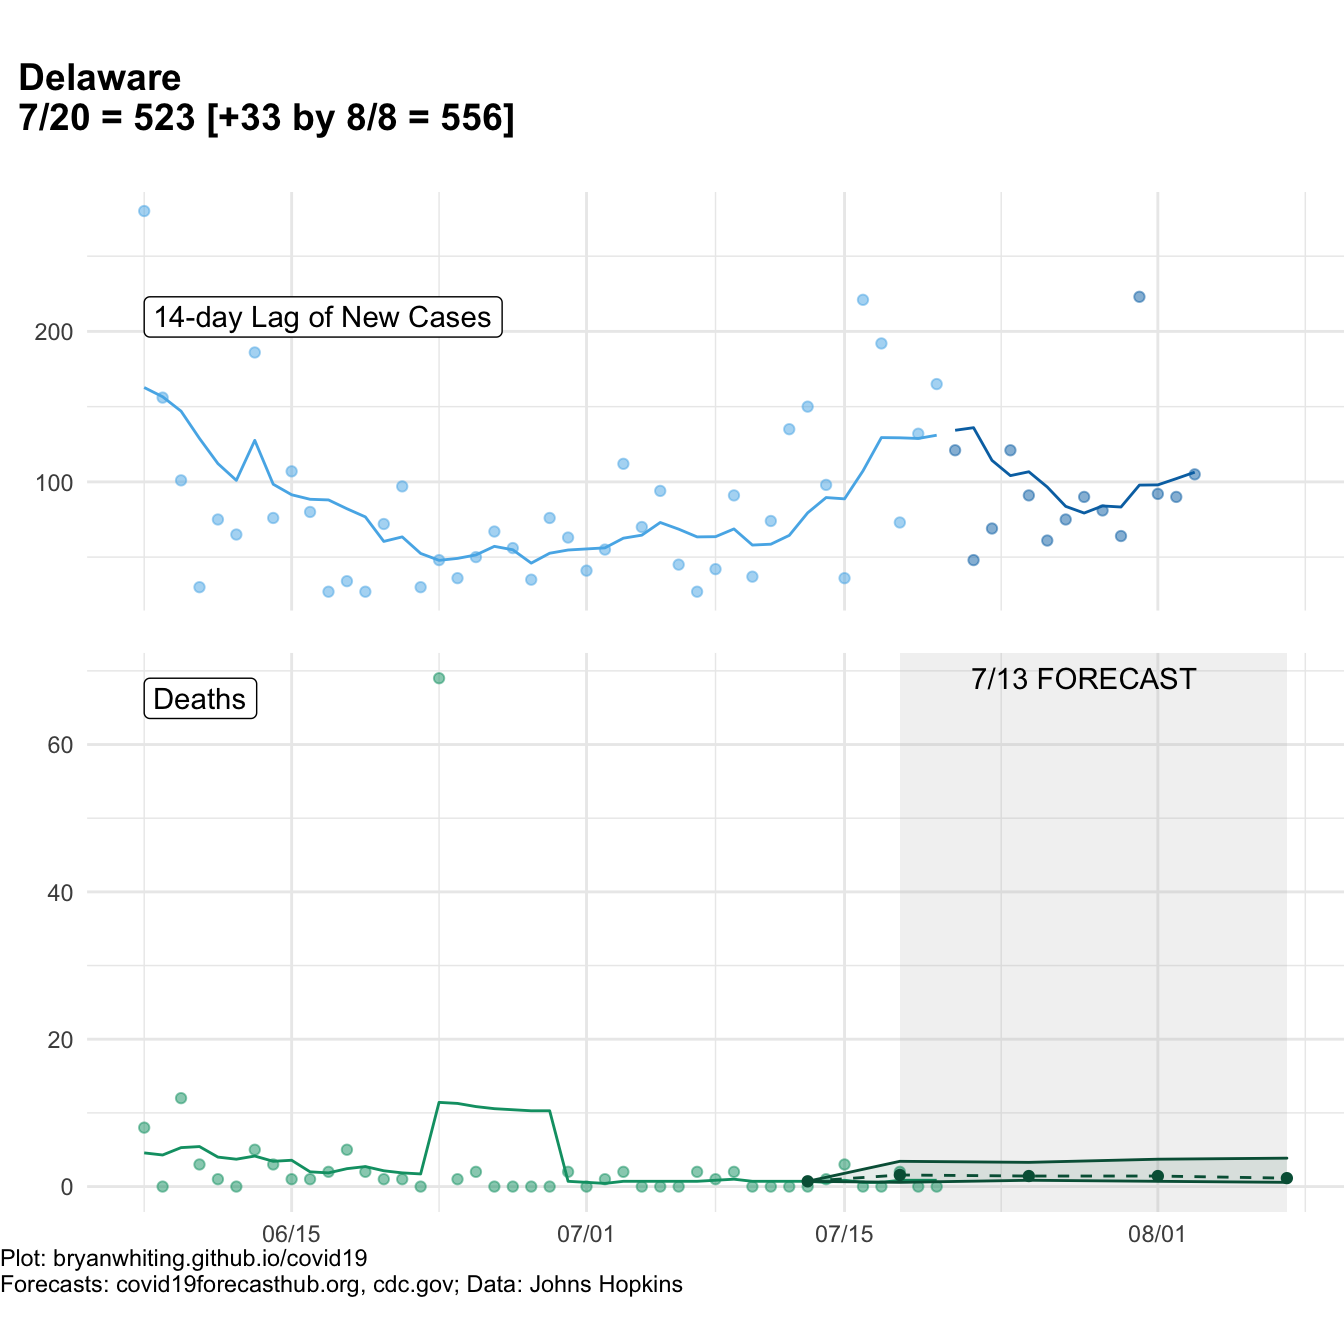 Delaware
7/20 = 523 [+33 by 8/8 = 556]
14-day Lag of New Cases
200
100
7/13 FORECAST
Deaths
60
40
20
0
06/15 07/01 07/15 08/01
Plot: bryanwhiting.github.io/covid19
Forecasts: covid19forecasthub.org, cdc.gov; Data: Johns Hopkins